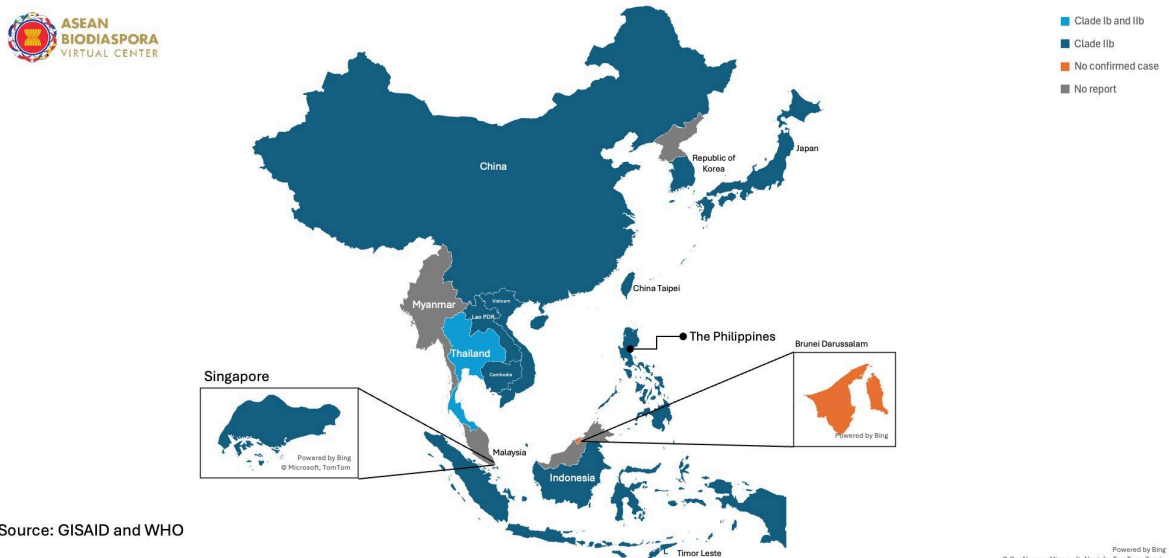 ASEAN
BIODIASPORA
VIRTUAL CENTER
Clade Ib and IIb
Clade IIb
No confirmed case
No report
China
Republic of
Korea
Japan
Myanmar
Vietnam
Lao PDR
China Taipei
Thailand
Cambodia
The Philippines
Brunei Darussalam
Powered by Bing
Singapore
Powered by Bing
© Microsoft, TomTom
Malaysia
Indonesia
Source: GISAID and WHO
Timor Leste
Powered by Bing